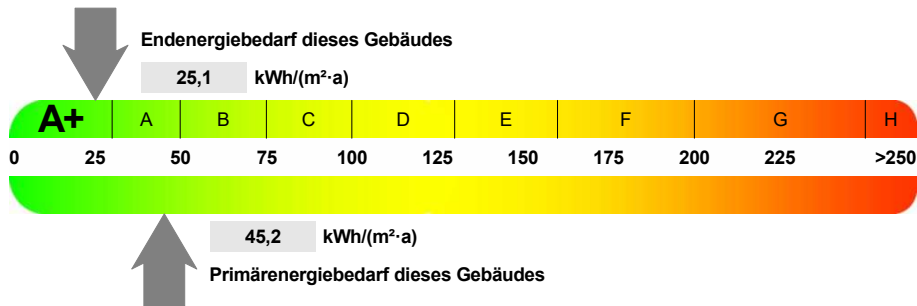 Endenergiebedarf dieses Gebäudes
25,1 kWh/(m²·a)
A+ A B C D E F G H
0 25 50 75 100 125 150 175 200 225 >250
45,2 kWh/(m²·a)
Primärenergiebedarf dieses Gebäudes